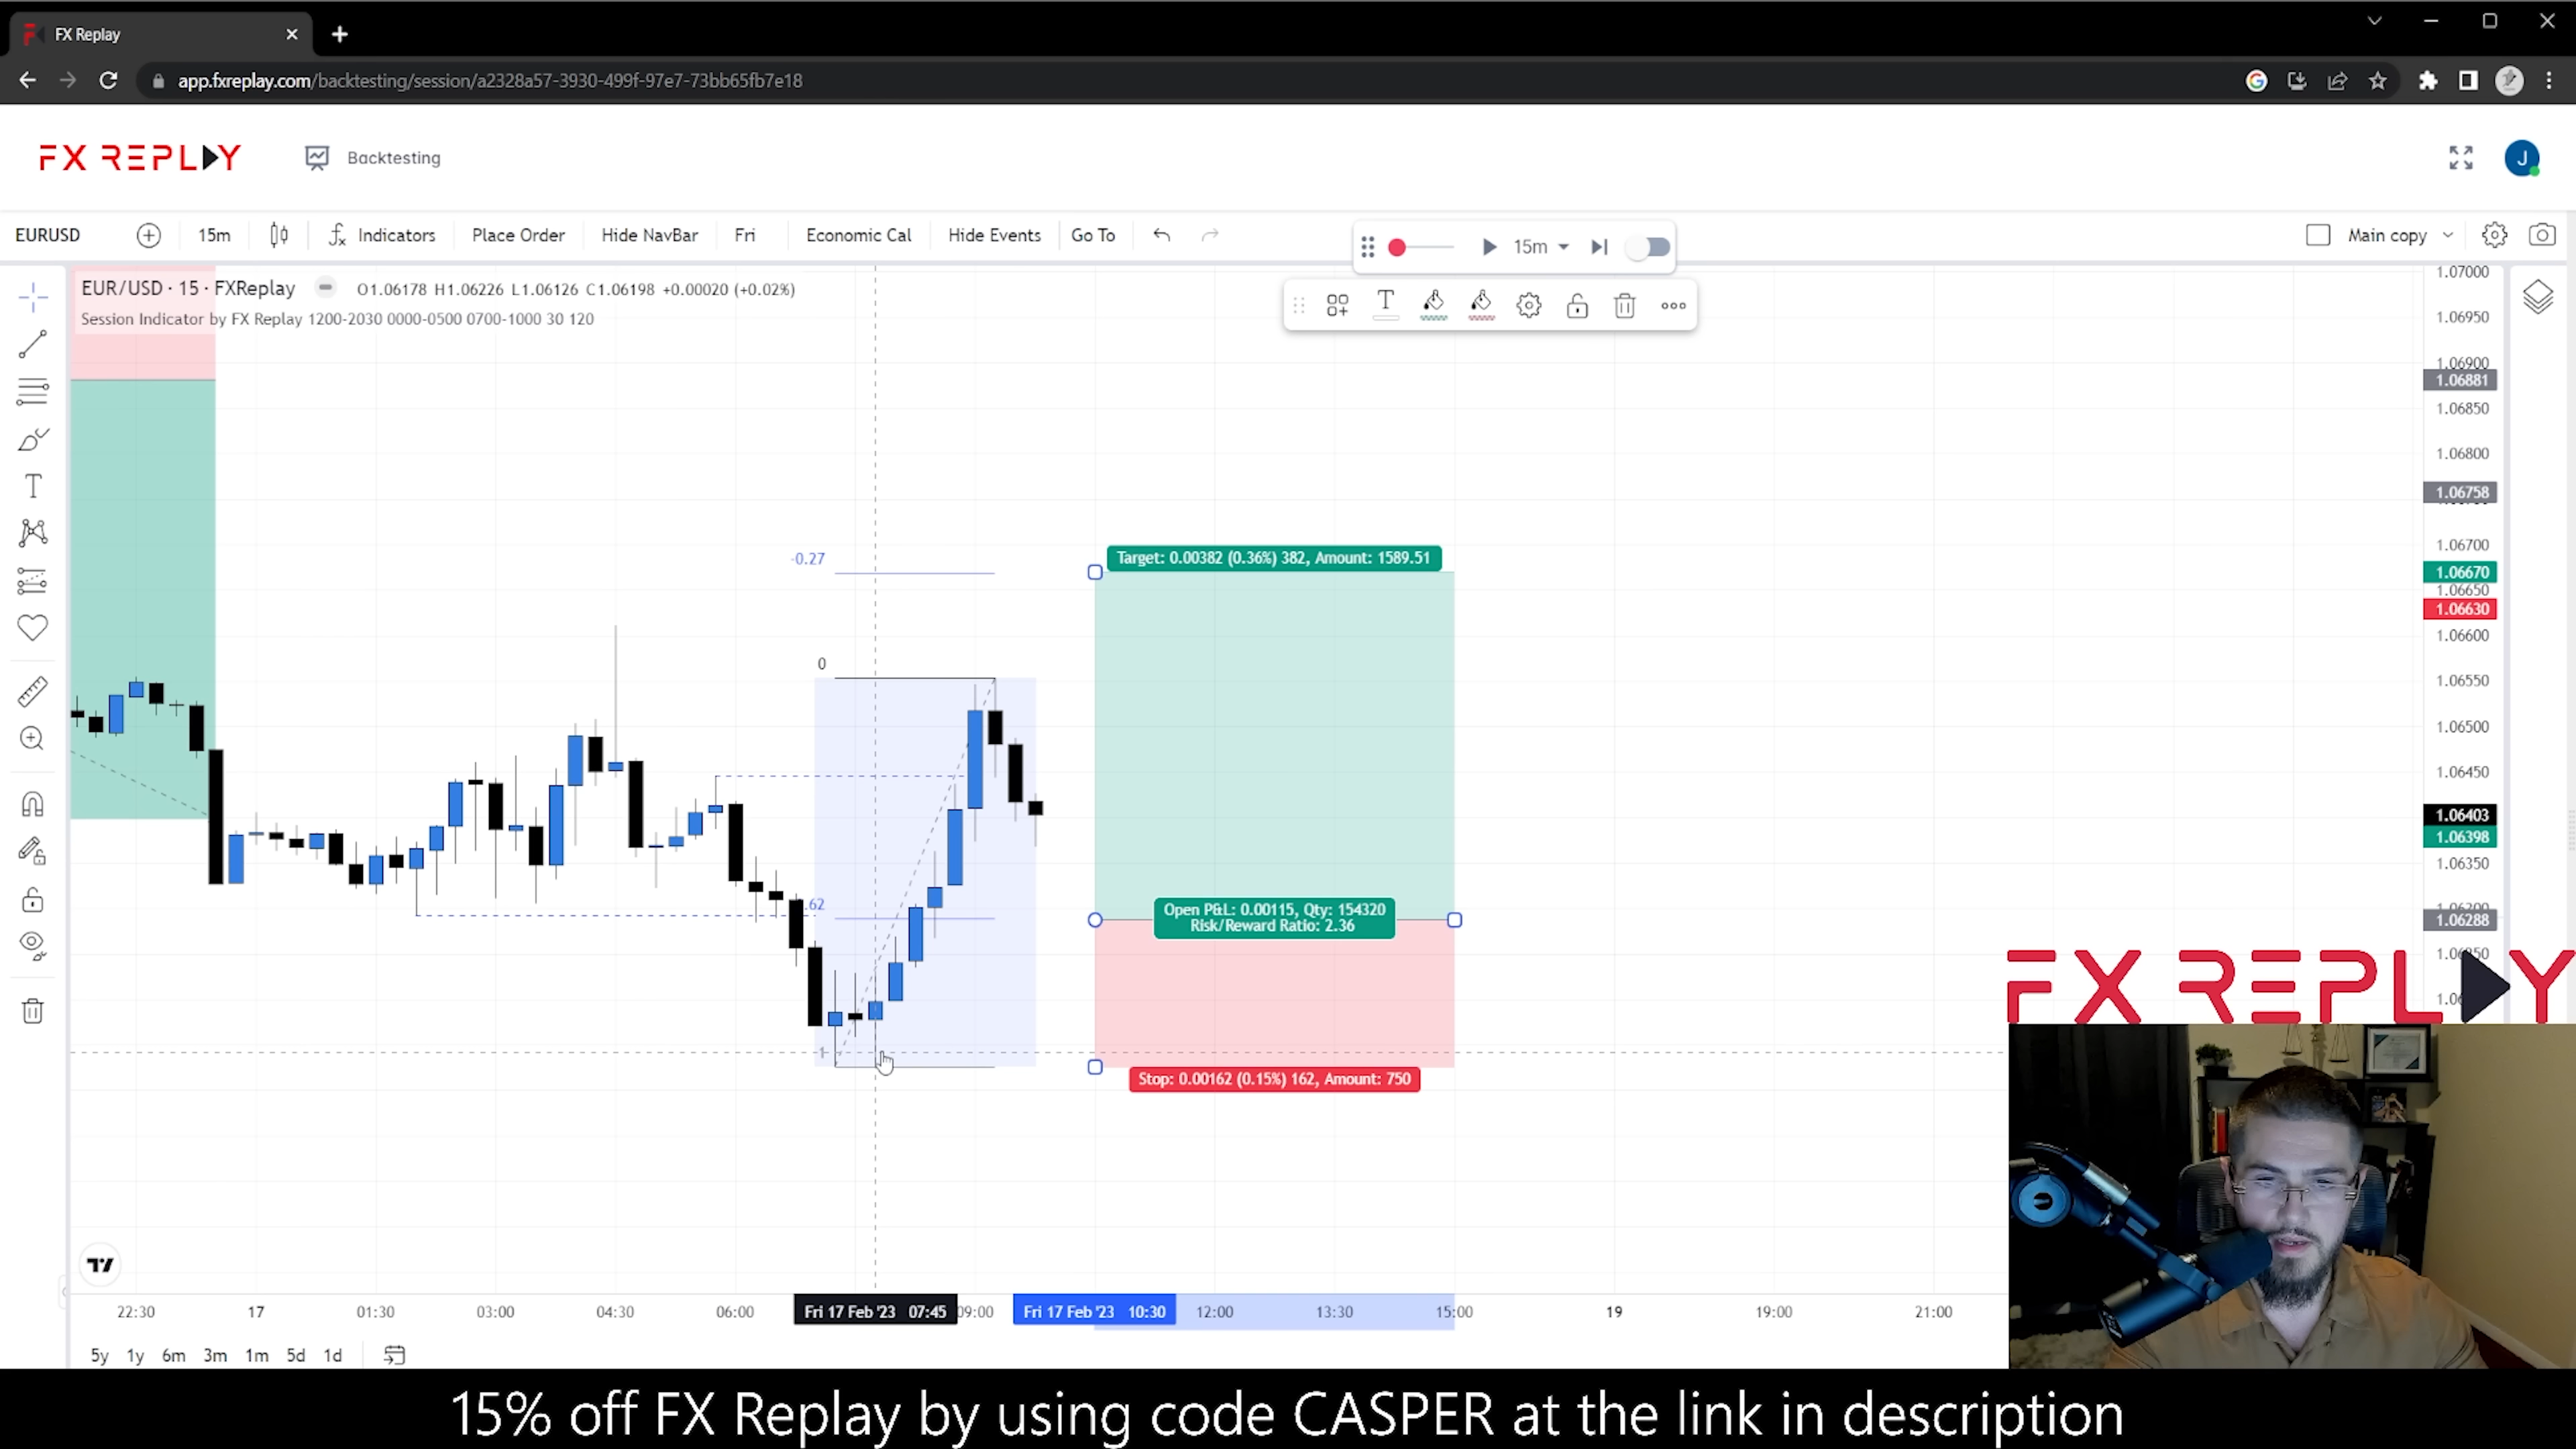 FX Replay
app.fxreplay.com/backtesting/session/a2328a57-3930-499f-97e7-73bb65fb7e18
FX REPLAY
Backtesting
J
EURUSD
15m
Indicators
Place Order
Hide NavBar
Fri
Economic Cal
Hide Events
Go To
15m
Main copy
EUR/USD · 15 · FXReplay
O1.06178 H1.06226 L1.06126 C1.06198 +0.00020 (+0.02%)
Session Indicator by FX Replay 1200-2030 0000-0500 0700-1000 30 120
1.07000
1.06950
1.06900
1.06881
1.06850
1.06800
1.06758
1.06700
1.06670
1.06650
1.06630
1.06600
1.06550
1.06500
1.06450
1.06403
1.06398
1.06350
1.06288
-0.27
0
.62
1
Target: 0.00382 (0.36%) 382, Amount: 1589.51
Open P&L: 0.00115, Qty: 154320
Risk/Reward Ratio: 2.36
Stop: 0.00162 (0.15%) 162, Amount: 750
FX REPLAY
22:30
17
01:30
03:00
04:30
06:00
Fri 17 Feb '23 07:45
09:00
Fri 17 Feb '23 10:30
12:00
13:30
15:00
19
19:00
21:00
5y
1y
6m
3m
1m
5d
1d
15% off FX Replay by using code CASPER at the link in description